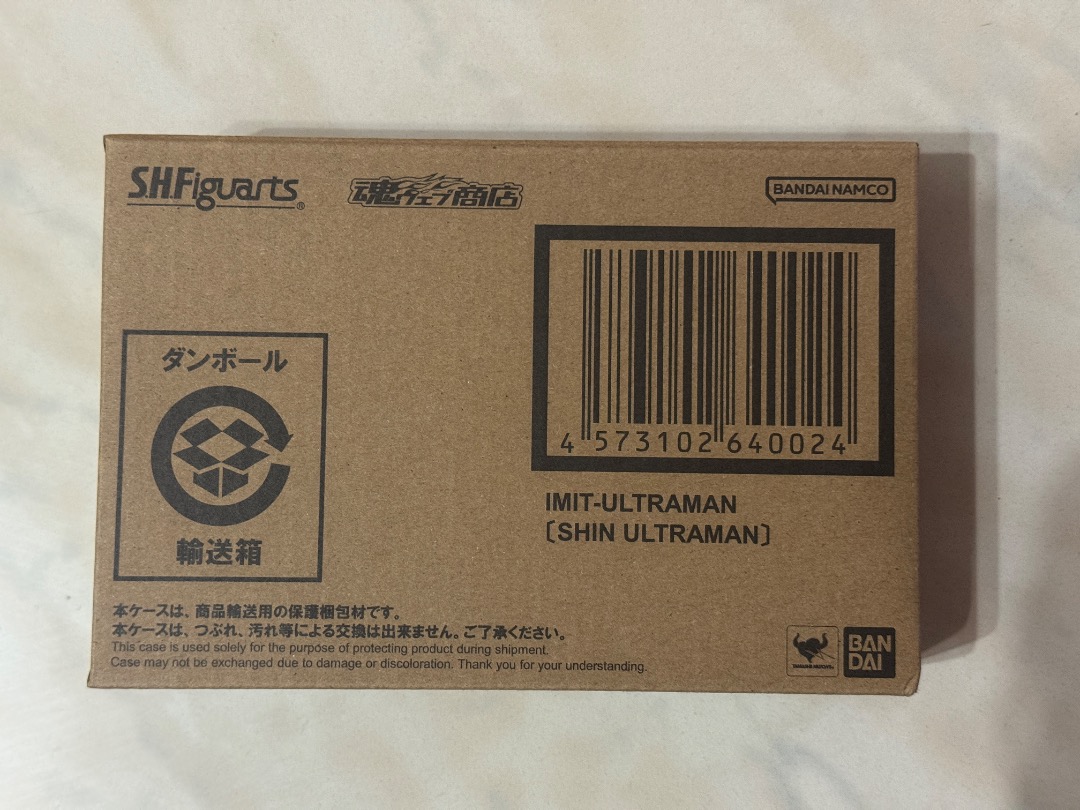 S.H.Figuarts®
魂ウェブ商店
BANDAI NAMCO
4 573102 640024
IMIT-ULTRAMAN
〔SHIN ULTRAMAN〕
ダンボール
輸送箱
本ケースは、商品輸送用の保護梱包材です。
本ケースは、つぶれ、汚れ等による交換は出来ません。ご了承ください。
This case is used solely for the purpose of protecting product during shipment.
Case may not be exchanged due to damage or discoloration. Thank you for your understanding.
TAMASHII NATIONS
BAN
DAI